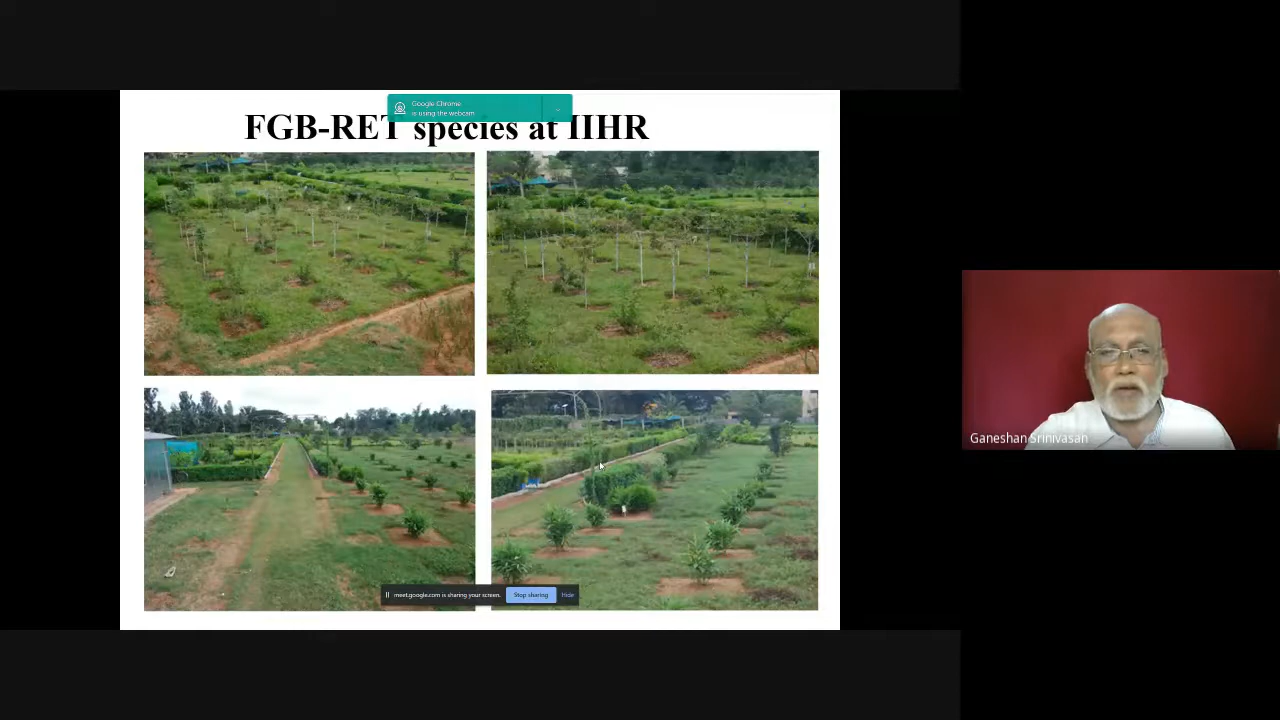 Google Chrome
is using the webcam
FGB-RET species at IIHR
Ganeshan Srinivasan
meet.google.com is sharing your screen.
Stop sharing
Hide